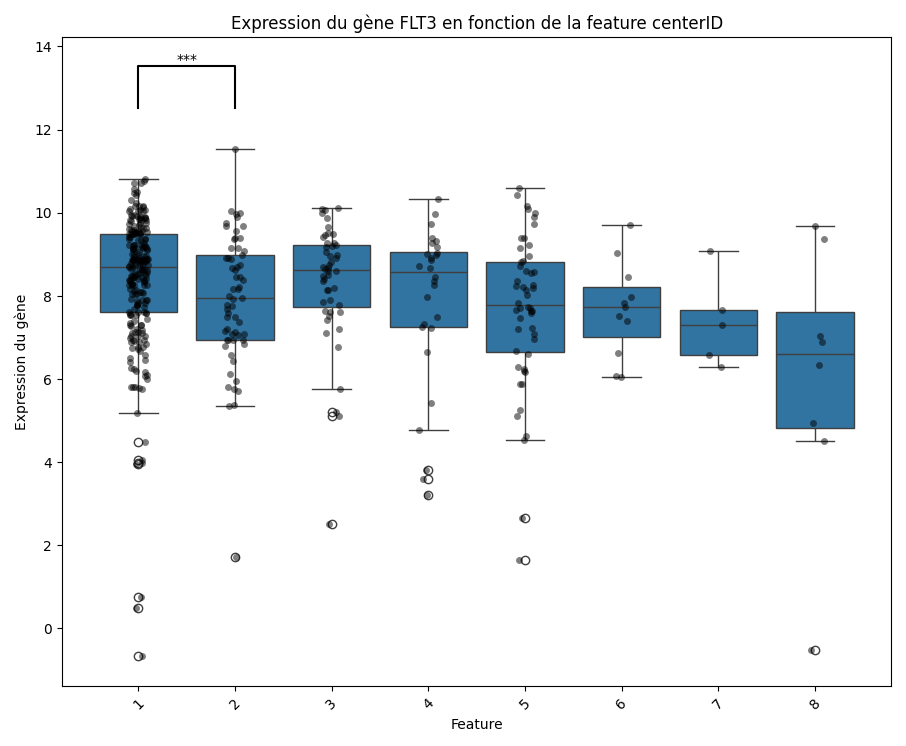 Expression du gène FLT3 en fonction de la feature centerID
***
Expression du gène
14
12
10
8
6
4
2
0
1 2 3 4 5 6 7 8
Feature